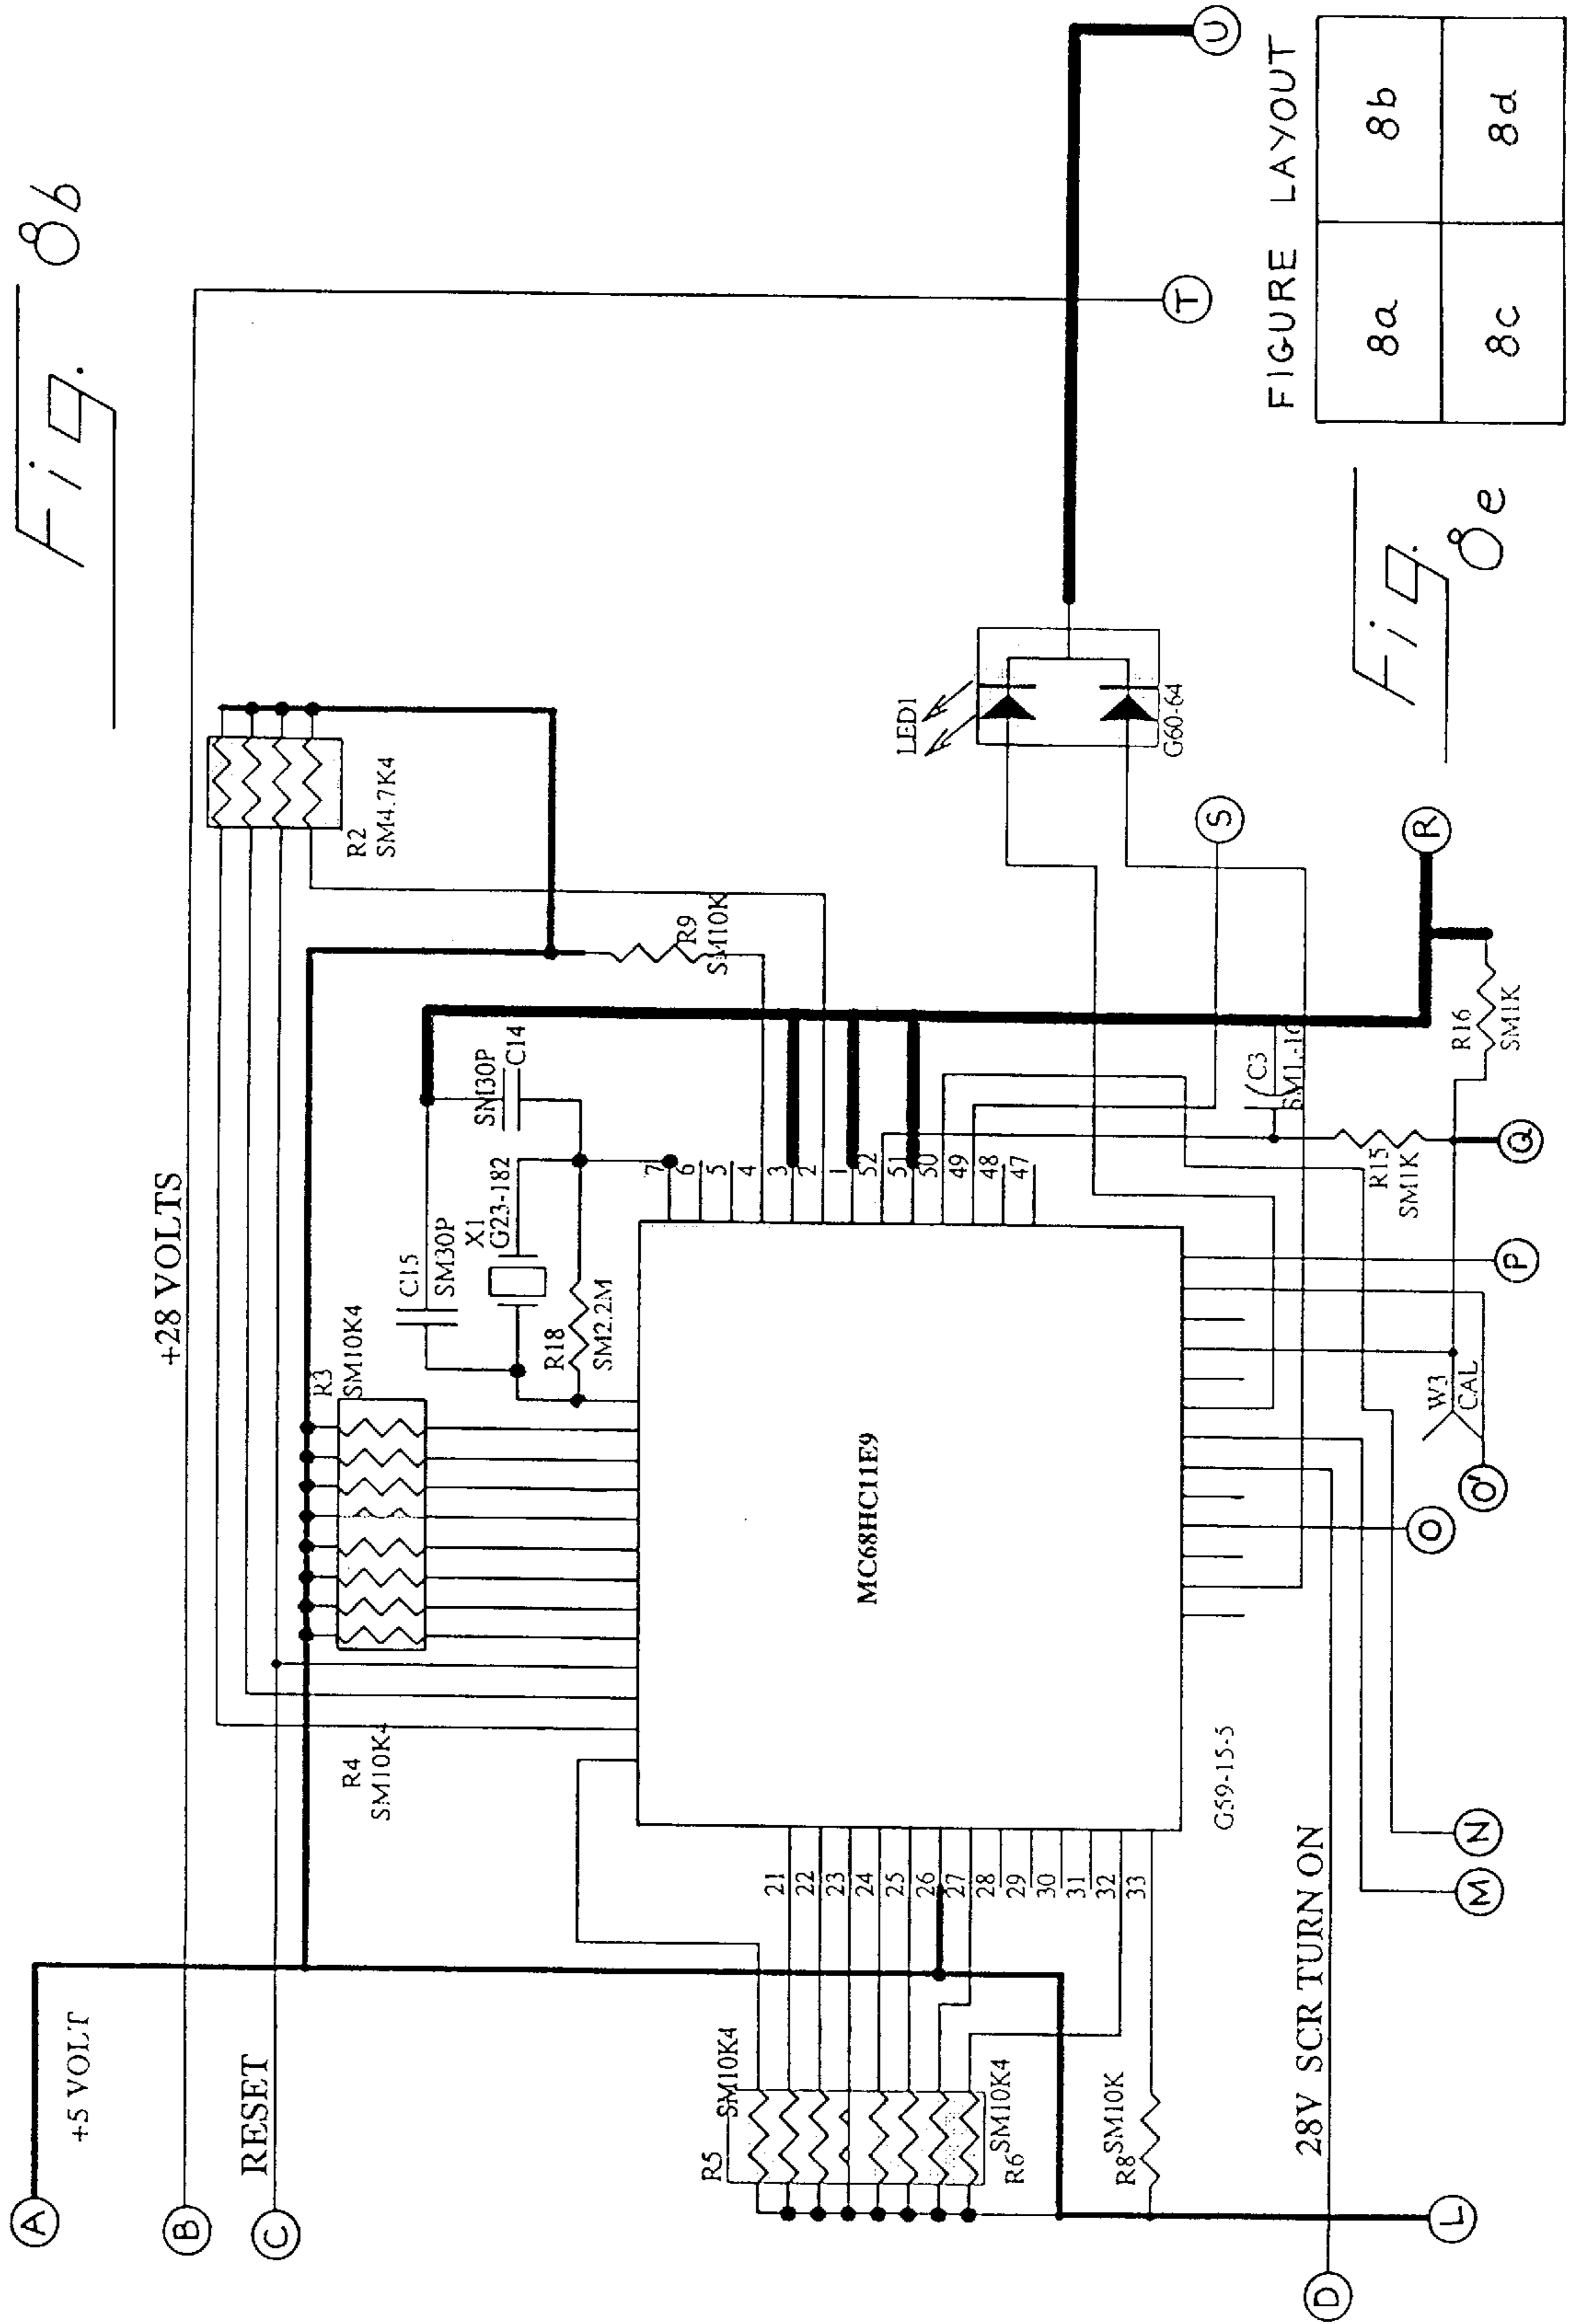 Fig. 8b
A
+5 VOLT
B
+28 VOLTS
C
RESET
R2
SM4.7K4
R3
SM10K4
R4
SM10K4
C15
SM30P
SM30P
C14
X1
G23-182
R18
SM2.2M
R9
SM10K
7
6
5
4
3
2
1
52
51
50
49
48
47
MC68HC11E9
G59-15-5
21
22
23
24
25
26
27
28
29
30
31
32
33
R5
SM10K4
R6
SM10K4
R8
SM10K
LED1
G60-64
T
U
S
C3
R15
SM1K
R16
SM1K
R
Q
P
W3
CAL
O'
O
N
M
28V SCR TURN ON
D
L
FIGURE LAYOUT
8a 8b
8c 8d
Fig. 8e